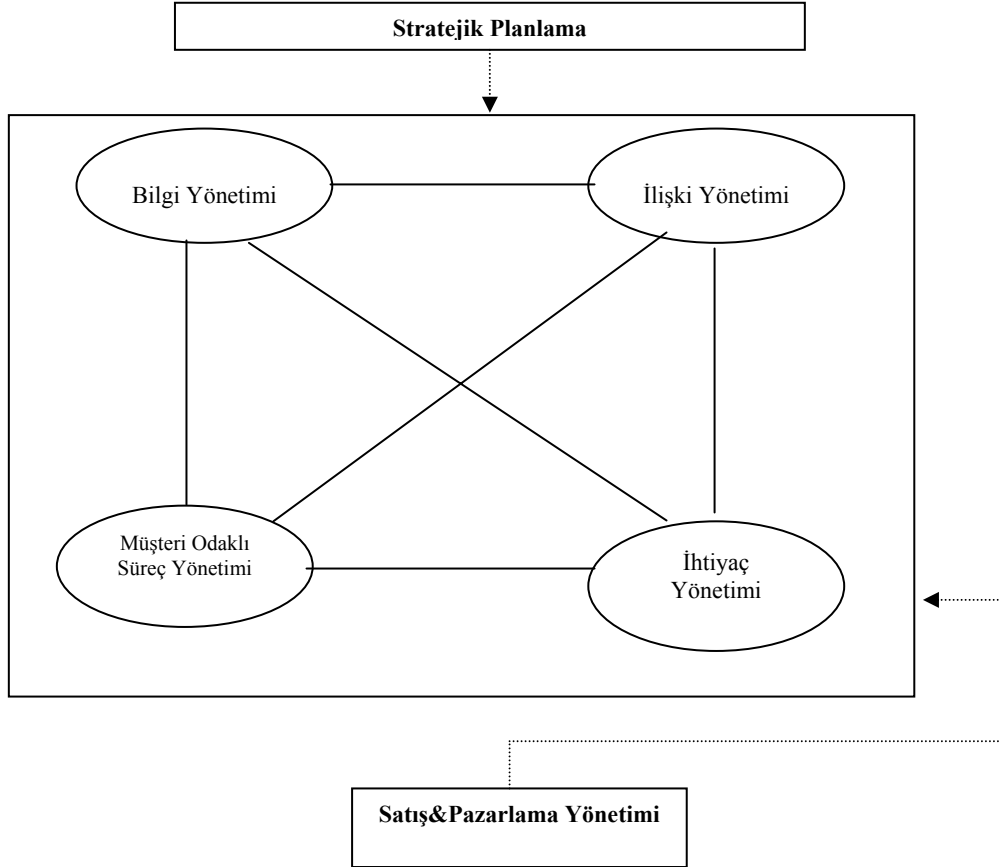 Stratejik Planlama
Bilgi Yönetimi
İlişki Yönetimi
Müşteri Odaklı
Süreç Yönetimi
İhtiyaç
Yönetimi
Satış&Pazarlama Yönetimi